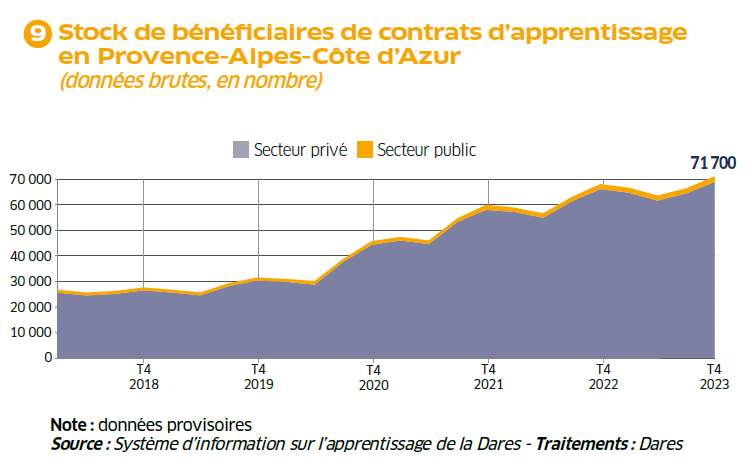 9 Stock de bénéficiaires de contrats d'apprentissage
en Provence-Alpes-Côte d'Azur
(données brutes, en nombre)
Secteur privé Secteur public
71 700
70 000
60 000
50 000
40 000
30 000
20 000
10 000
0
T4 T4 T4 T4 T4 T4
2018 2019 2020 2021 2022 2023
Note : données provisoires
Source : Système d'information sur l'apprentissage de la Dares - Traitements : Dares